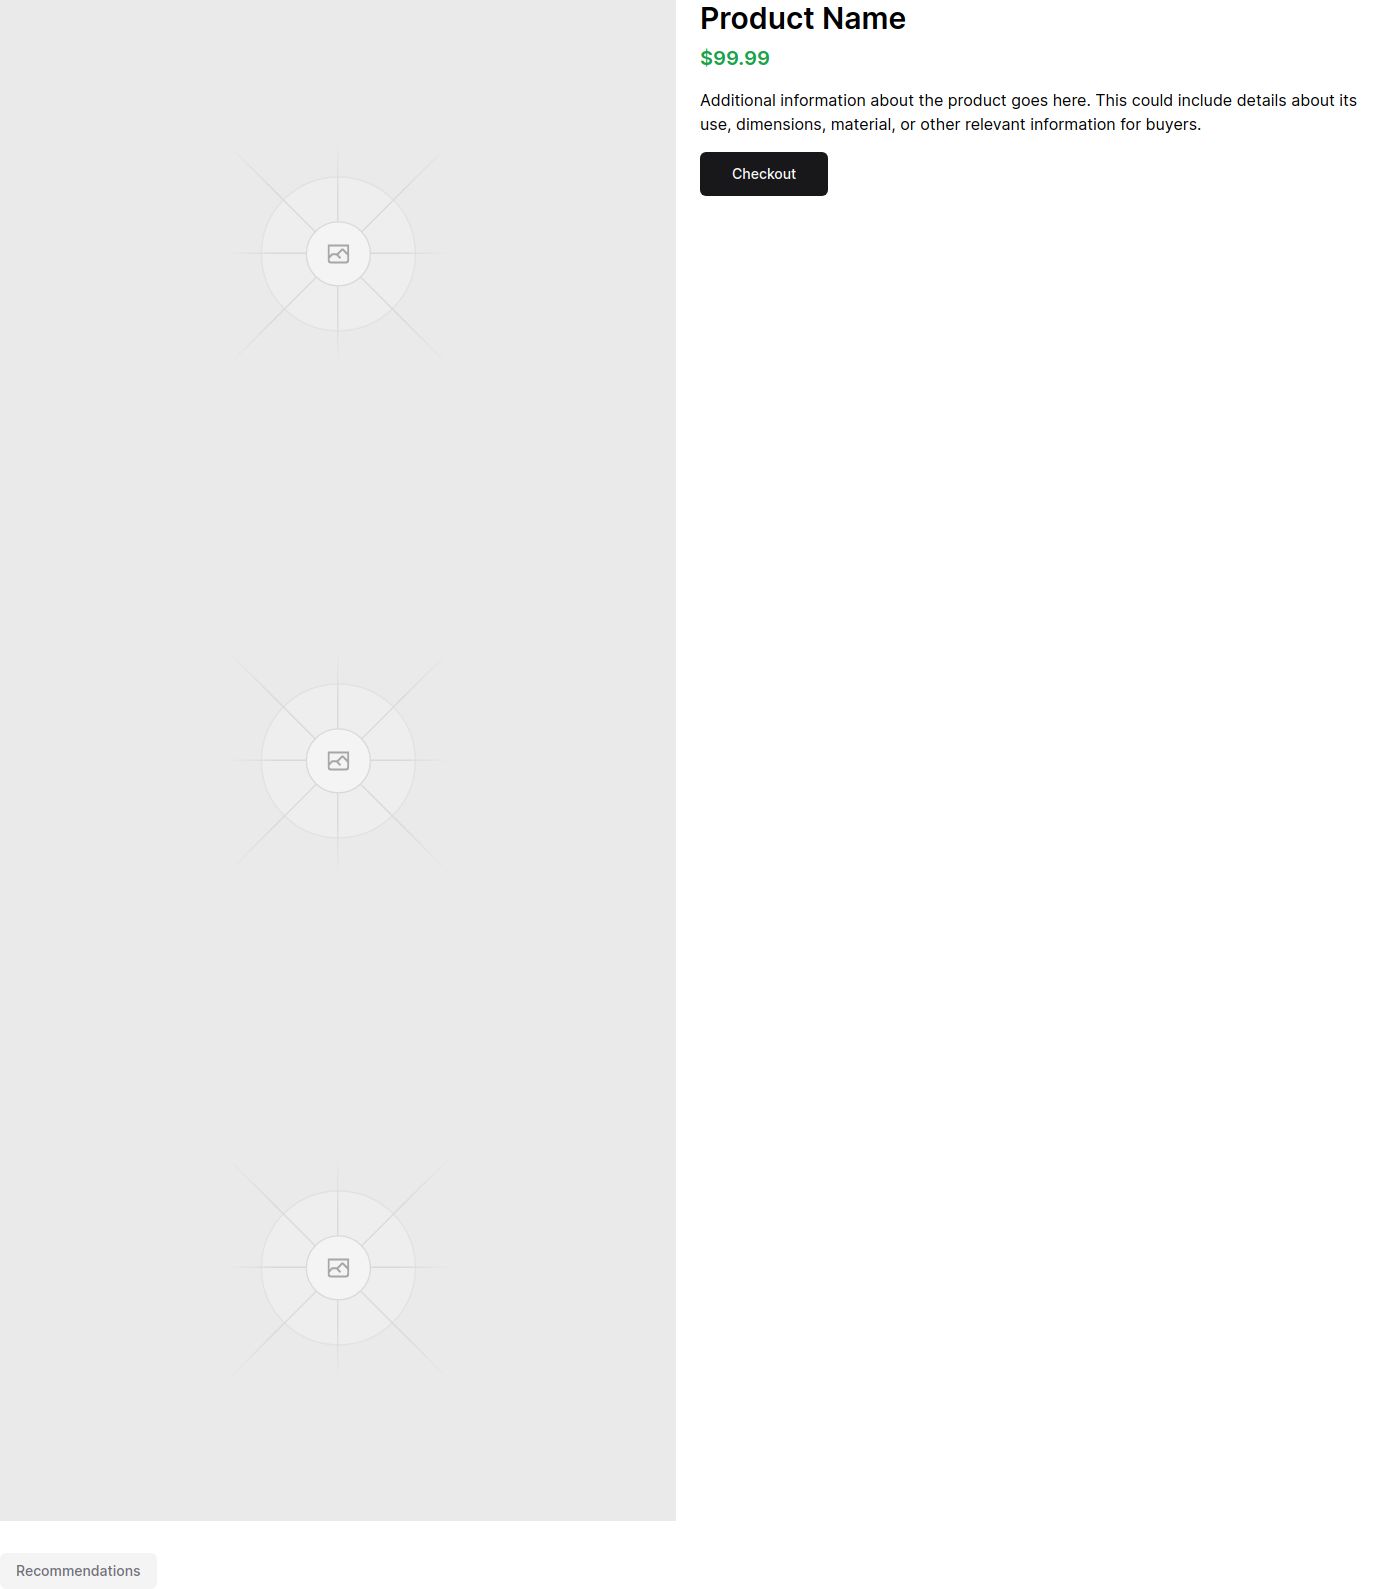 Product Name
$99.99
Additional information about the product goes here. This could include details about its
use, dimensions, material, or other relevant information for buyers.
Checkout
Recommendations